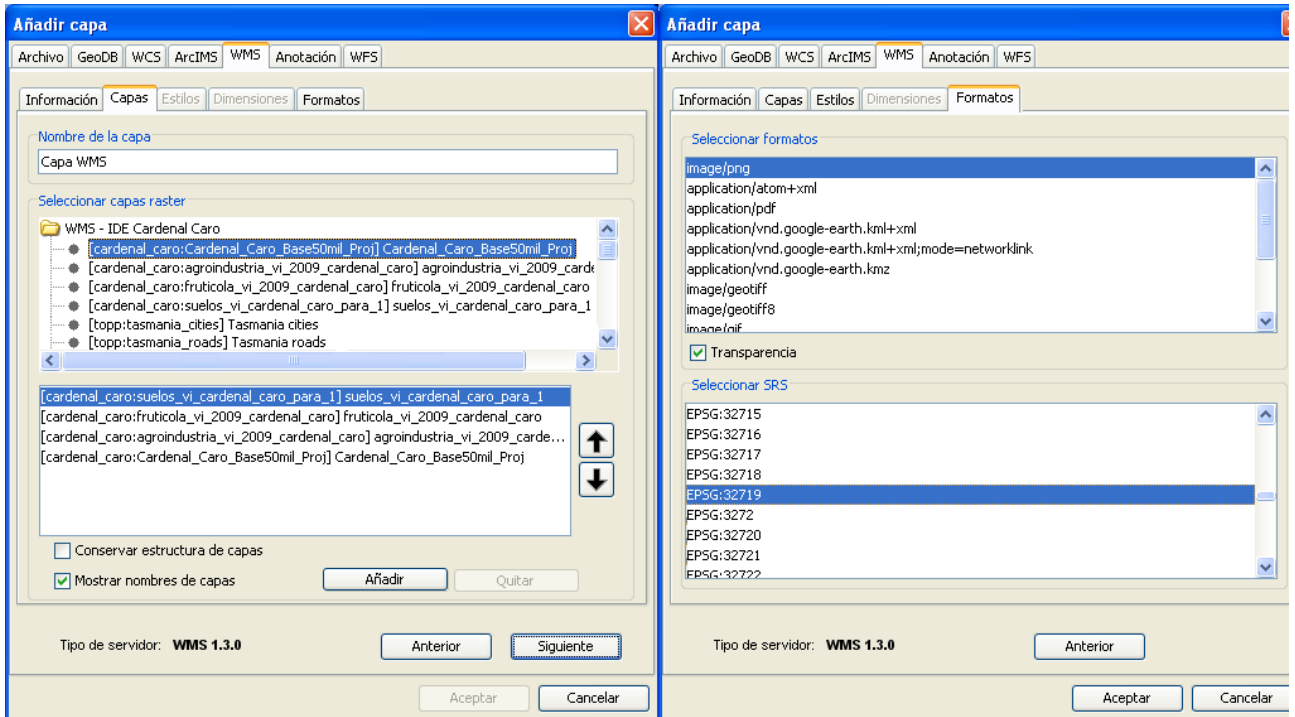 Añadir capa
Archivo GeoDB WCS ArcIMS WMS Anotación WFS
Información Capas Estilos Dimensiones Formatos
Nombre de la capa
Capa WMS
Seleccionar capas raster
WMS - IDE Cardenal Caro
[cardenal_caro:Cardenal_Caro_Base50mil_Proj] Cardenal_Caro_Base50mil_Proj
[cardenal_caro:agroindustria_vi_2009_cardenal_caro] agroindustria_vi_2009_carde
[cardenal_caro:fruticola_vi_2009_cardenal_caro] fruticola_vi_2009_cardenal_caro
[cardenal_caro:suelos_vi_cardenal_caro_para_1] suelos_vi_cardenal_caro_para_1
[topp:tasmania_cities] Tasmania cities
[topp:tasmania_roads] Tasmania roads
[cardenal_caro:suelos_vi_cardenal_caro_para_1] suelos_vi_cardenal_caro_para_1
[cardenal_caro:fruticola_vi_2009_cardenal_caro] fruticola_vi_2009_cardenal_caro
[cardenal_caro:agroindustria_vi_2009_cardenal_caro] agroindustria_vi_2009_carde...
[cardenal_caro:Cardenal_Caro_Base50mil_Proj] Cardenal_Caro_Base50mil_Proj
Conservar estructura de capas
Mostrar nombres de capas
Añadir Quitar
Tipo de servidor: WMS 1.3.0
Anterior Siguiente
Aceptar Cancelar
Añadir capa
Archivo GeoDB WCS ArcIMS WMS Anotación WFS
Información Capas Estilos Dimensiones Formatos
Seleccionar formatos
image/png
application/atom+xml
application/pdf
application/vnd.google-earth.kml+xml
application/vnd.google-earth.kml+xml;mode=networklink
application/vnd.google-earth.kmz
image/geotiff
image/geotiff8
image/gif
Transparencia
Seleccionar SRS
EPSG:32715
EPSG:32716
EPSG:32717
EPSG:32718
EPSG:32719
EPSG:3272
EPSG:32720
EPSG:32721
EPSG:32722
Tipo de servidor: WMS 1.3.0
Anterior
Aceptar Cancelar